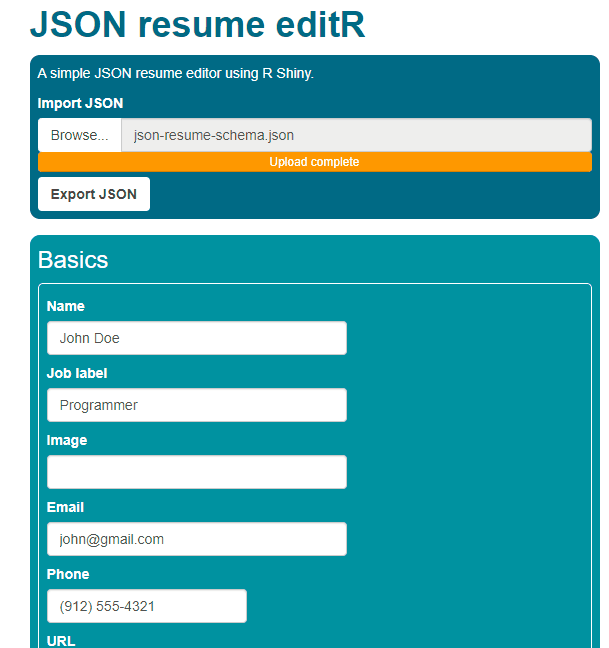 JSON resume editR
A simple JSON resume editor using R Shiny.
Import JSON
Browse... json-resume-schema.json
Upload complete
Export JSON
Basics
Name
John Doe
Job label
Programmer
Image
Email
john@gmail.com
Phone
(912) 555-4321
URL